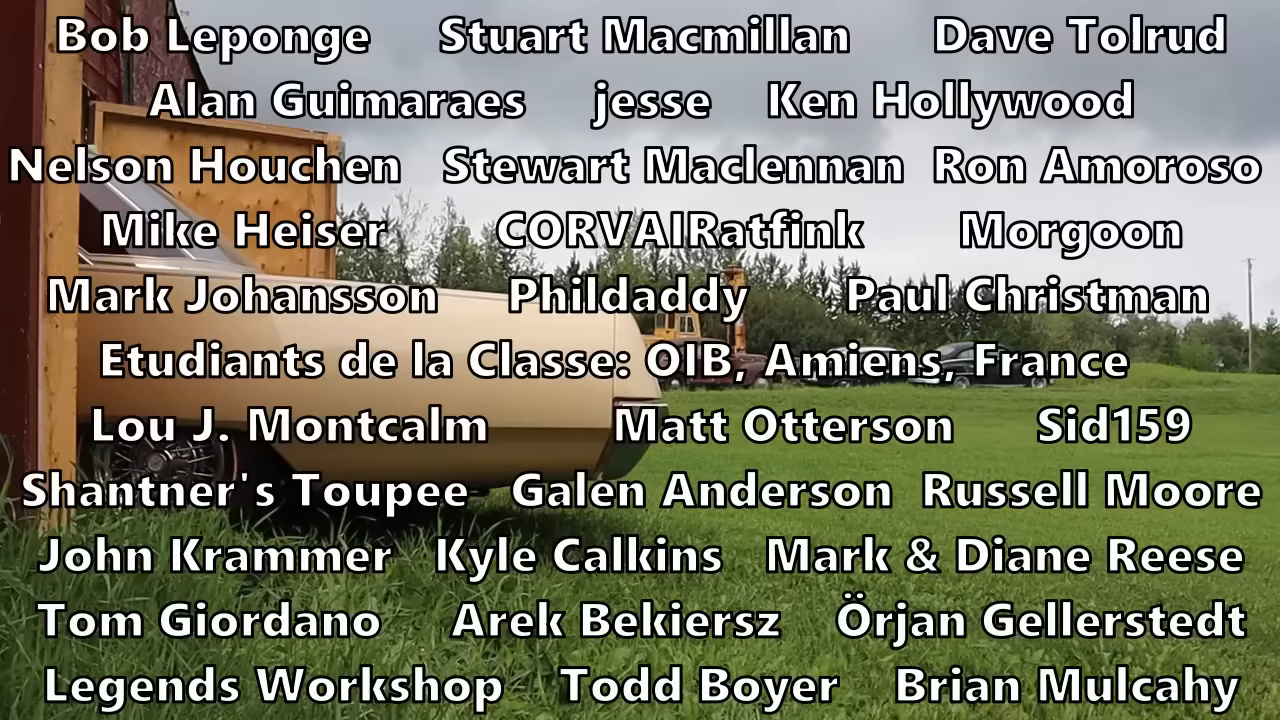 Bob Leponge Stuart Macmillan Dave Tolrud
Alan Guimaraes jesse Ken Hollywood
Nelson Houchen Stewart Maclennan Ron Amoroso
Mike Heiser CORVAIRatfink Morgoon
Mark Johansson Phildaddy Paul Christman
Etudiants de la Classe: OIB, Amiens, France
Lou J. Montcalm Matt Otterson Sid159
Shantner's Toupee Galen Anderson Russell Moore
John Krammer Kyle Calkins Mark & Diane Reese
Tom Giordano Arek Bekiersz Örjan Gellerstedt
Legends Workshop Todd Boyer Brian Mulcahy